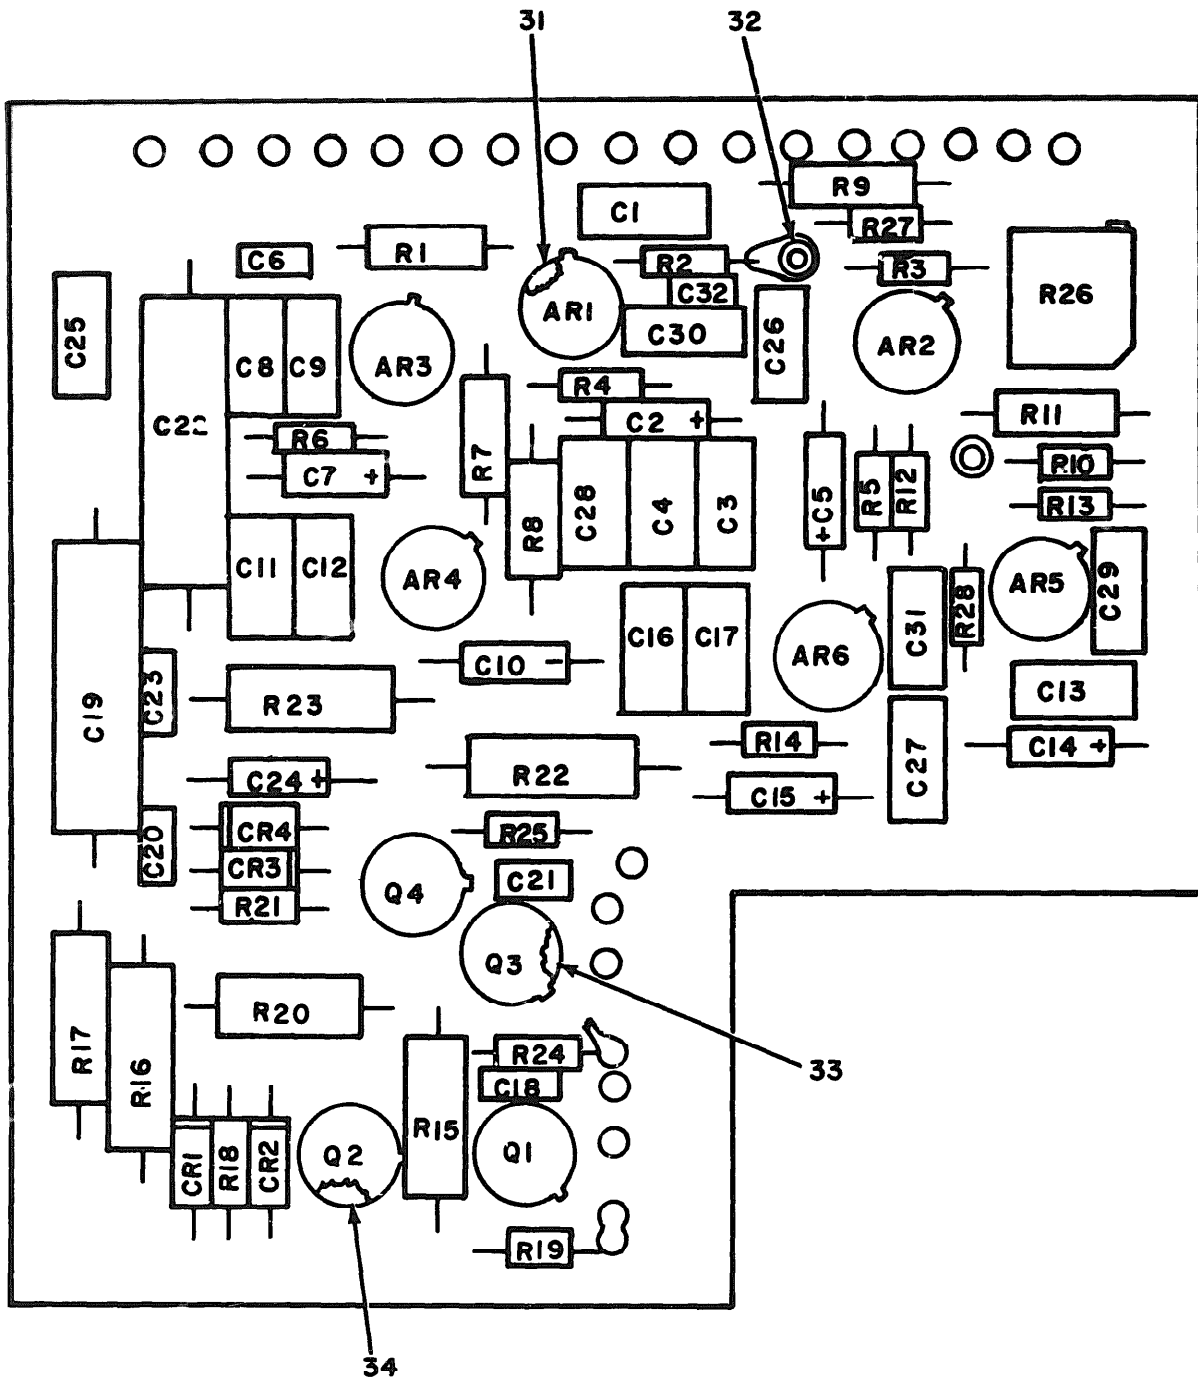 31 32
R9
C1
R27
C6 R1 R2 R3
C32 R26
AR1
C25 C30 C26 AR2
C8 C9 AR3
R4
C22 R6 C2 + R11
C7 + R7 R10
R8 C28 C4 C3 +C5 R5 R12 R13
C11 C12 AR4 AR5 C29
C16 C17 AR6 C31 R28
C10 -
C19 C23 R23 C13
R14 C27 C14 +
C24 + R22 C15 +
CR4 R25
C20 CR3 Q4 C21
R21
Q3
R20
R17 R16 R24 33
C18
R15
CR1 R18 CR2 Q2 Q1
R19
34